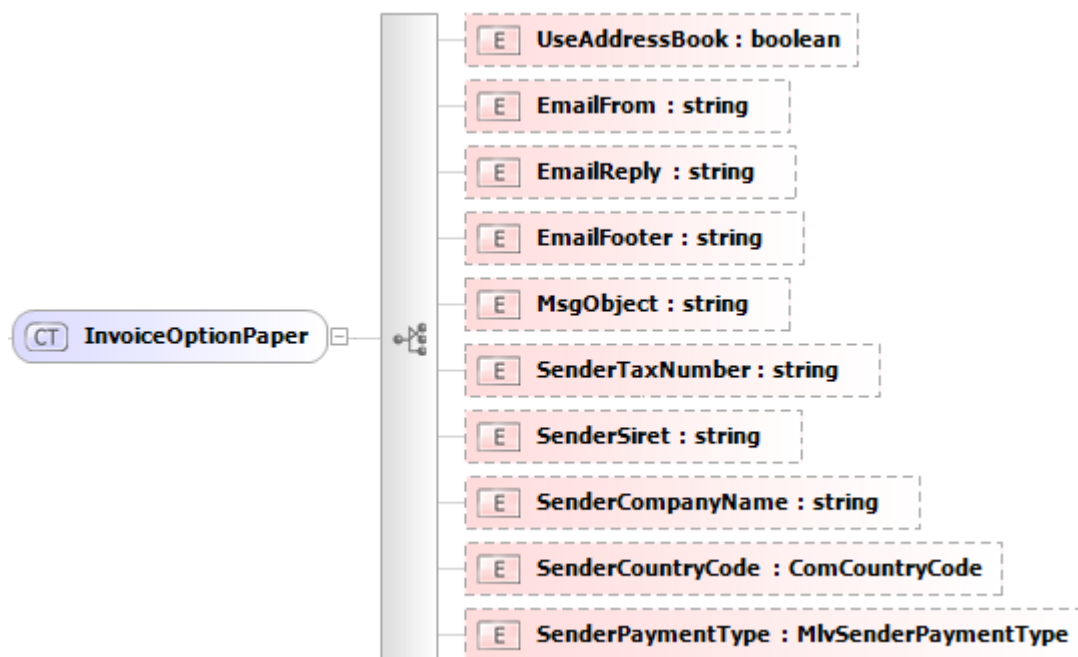 E UseAddressBook : boolean
E EmailFrom : string
E EmailReply : string
E EmailFooter : string
E MsgObject : string
CT InvoiceOptionPaper
E SenderTaxNumber : string
E SenderSiret : string
E SenderCompanyName : string
E SenderCountryCode : ComCountryCode
E SenderPaymentType : MlvSenderPaymentType